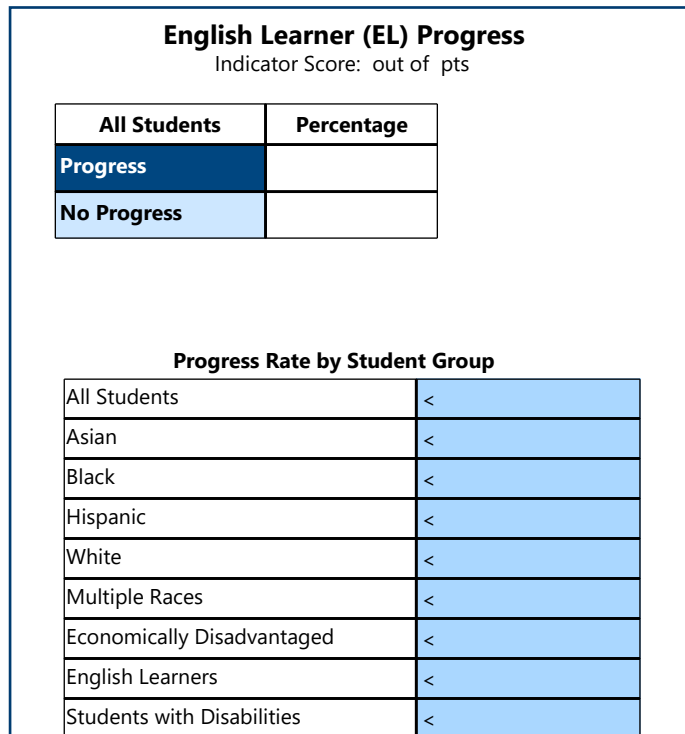 English Learner (EL) Progress
Indicator Score:  out of  pts
All Students Percentage
Progress
No Progress
Progress Rate by Student Group
All Students <
Asian <
Black <
Hispanic <
White <
Multiple Races <
Economically Disadvantaged <
English Learners <
Students with Disabilities <